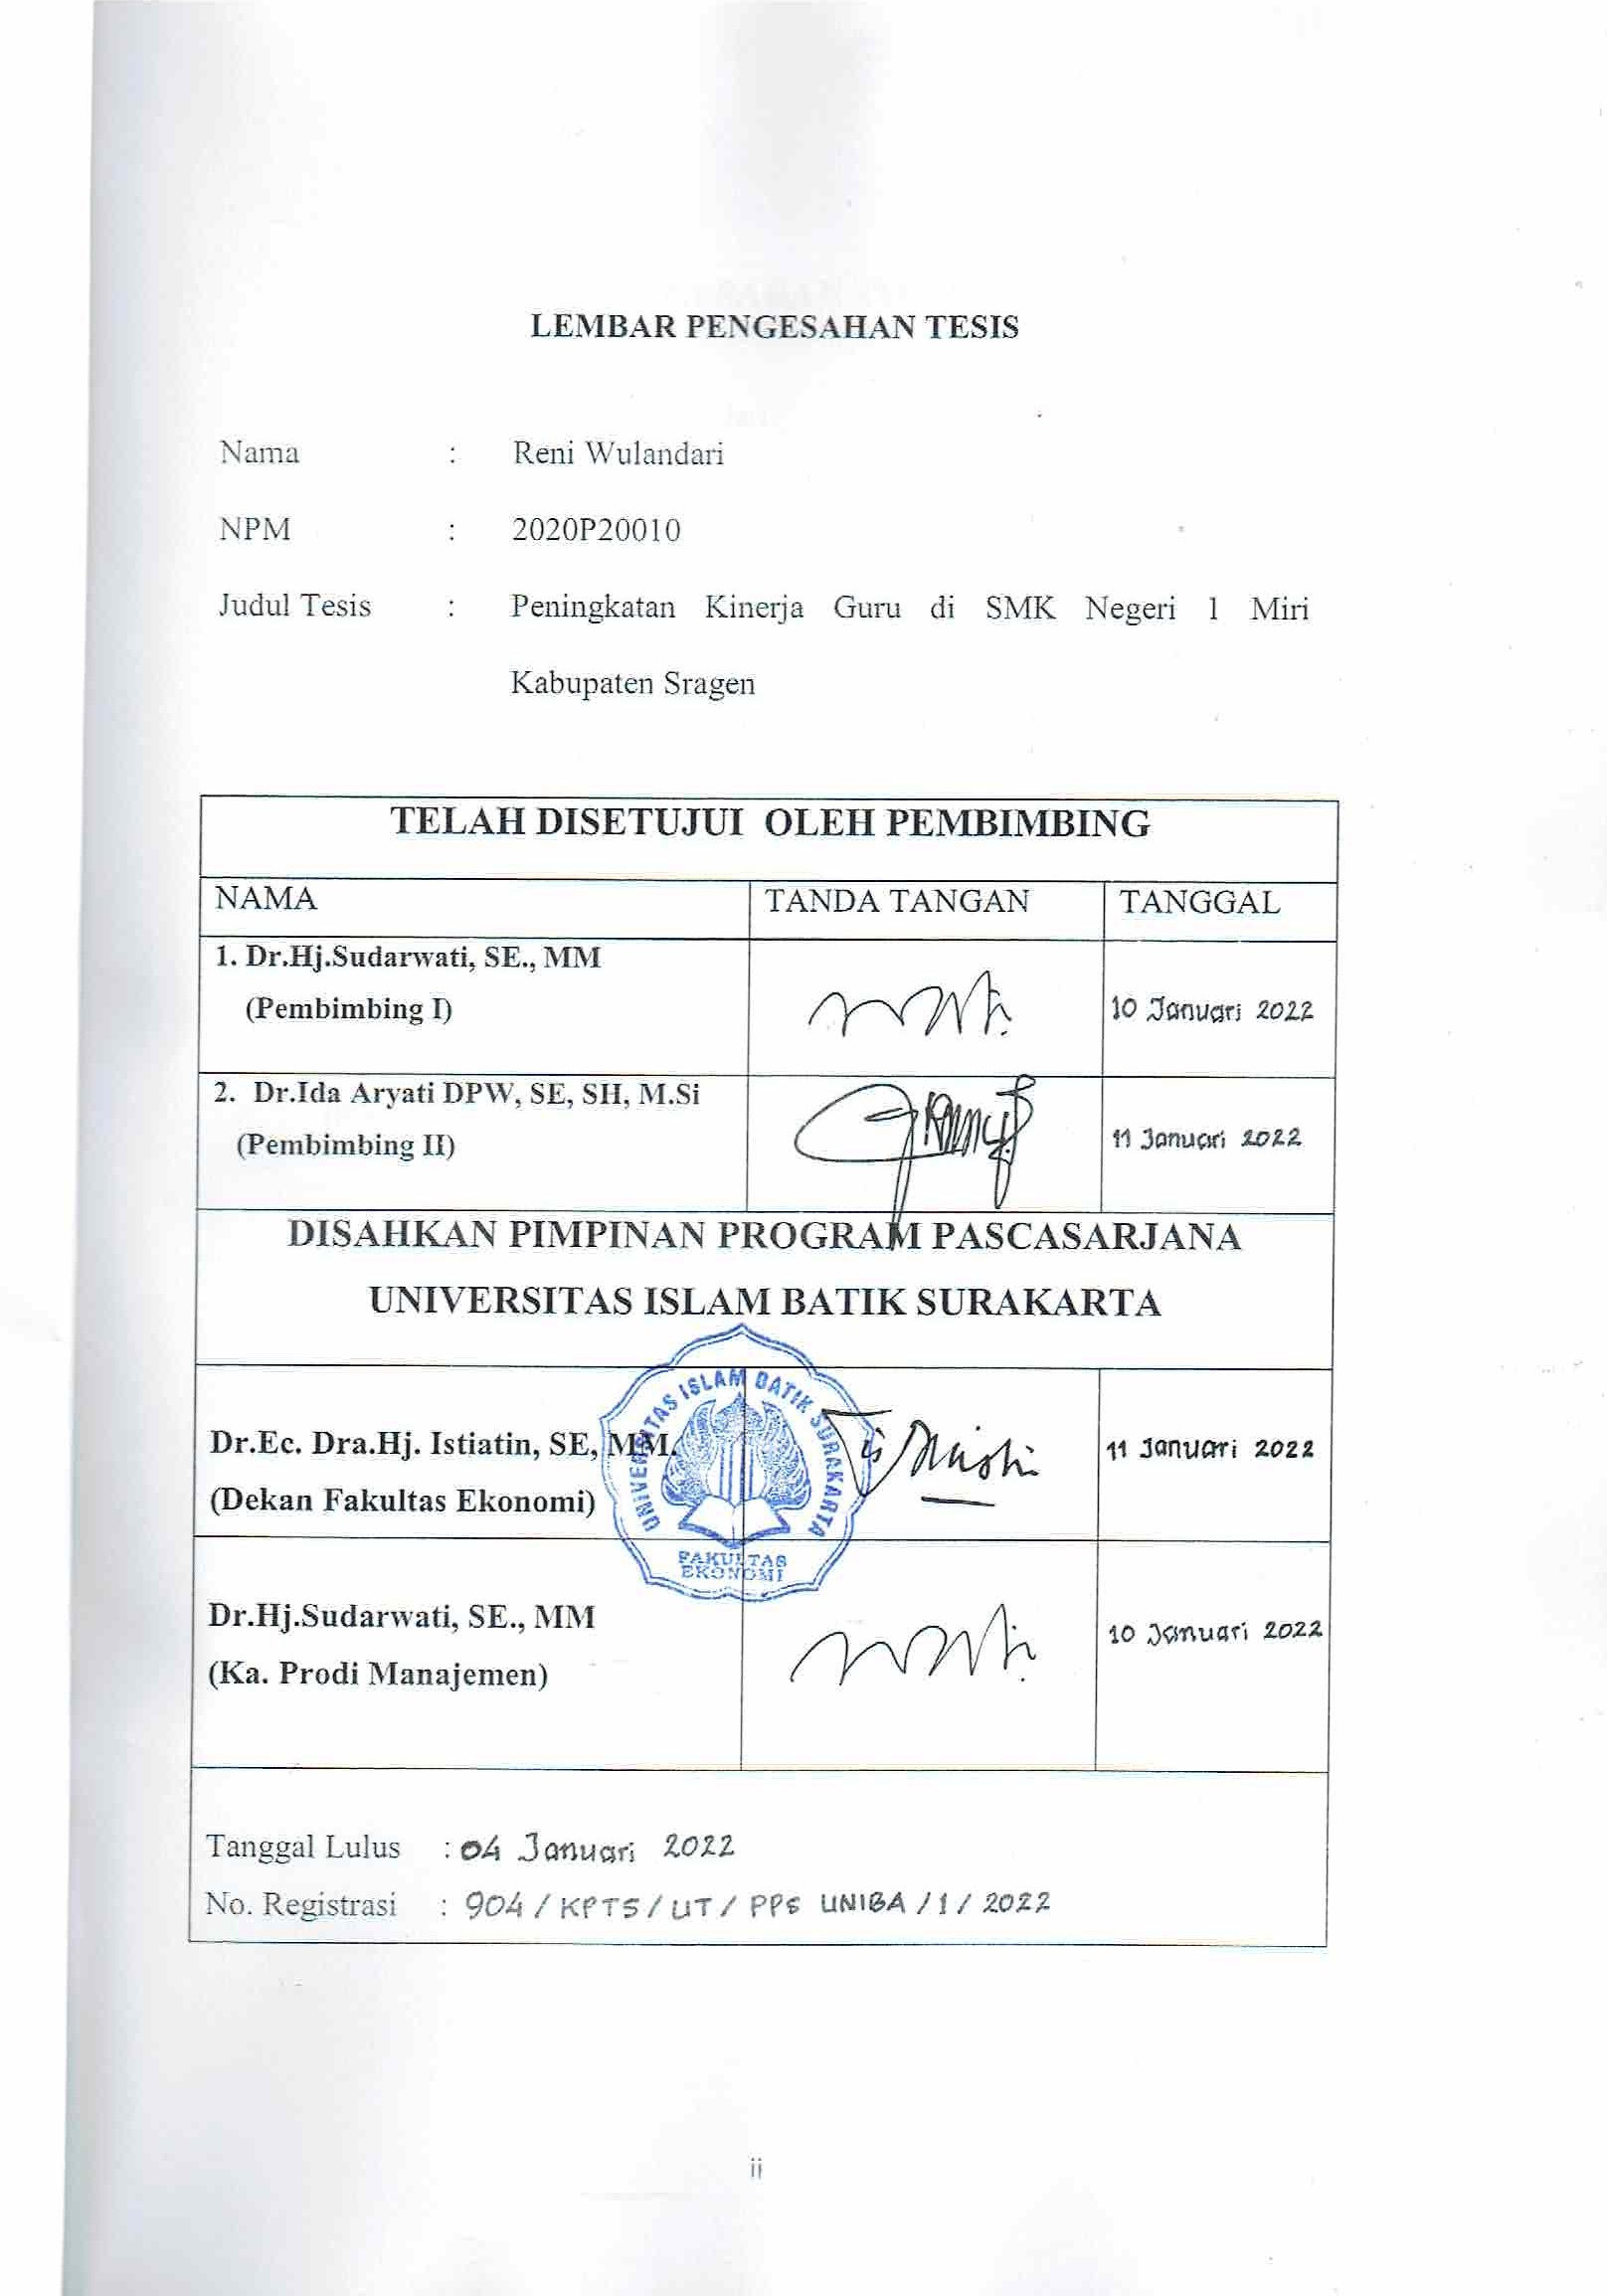 LEMBAR PENGESAHAN TESIS
Nama : Reni Wulandari
NPM : 2020P20010
Judul Tesis : Peningkatan Kinerja Guru di SMK Negeri 1 Miri
Kabupaten Sragen
TELAH DISETUJUI OLEH PEMBIMBING
NAMA TANDA TANGAN TANGGAL
1. Dr.Hj.Sudarwati, SE., MM
(Pembimbing I)
10 Januari 2022
2. Dr.Ida Aryati DPW, SE, SH, M.Si
(Pembimbing II)
11 Januari 2022
DISAHKAN PIMPINAN PROGRAM PASCASARJANA
UNIVERSITAS ISLAM BATIK SURAKARTA
UNIVERSITAS ISLAM BATIK SURAKARTA
FAKULTAS
EKONOMI
Dr.Ec. Dra.Hj. Istiatin, SE, MM.
(Dekan Fakultas Ekonomi)
11 Januari 2022
Dr.Hj.Sudarwati, SE., MM
(Ka. Prodi Manajemen)
10 Januari 2022
Tanggal Lulus : 04 Januari 2022
No. Registrasi : 904 / KPTS / UT / PPs UNIBA / 1 / 2022
ii